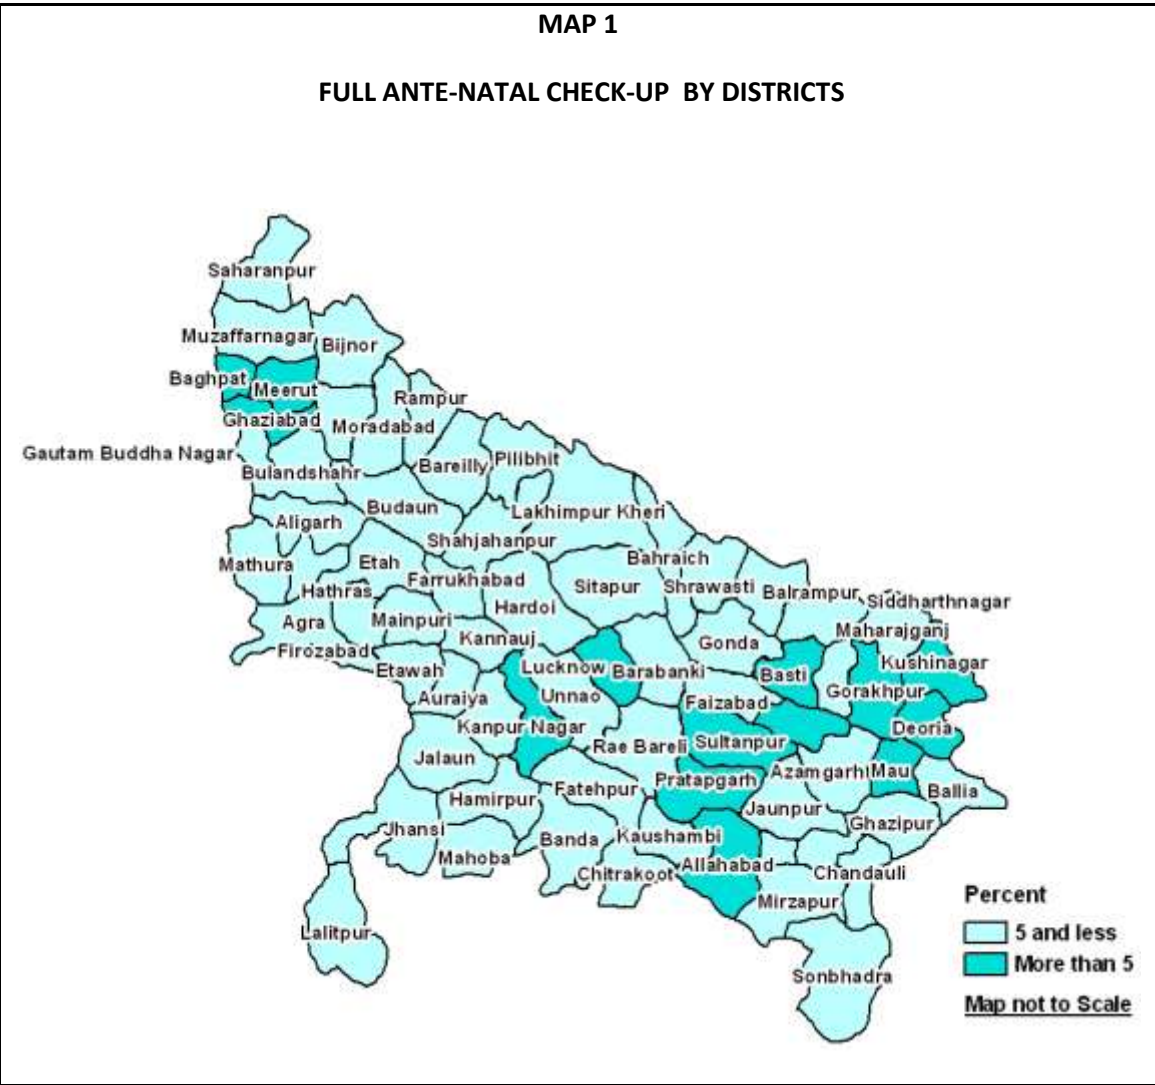 MAP 1
FULL ANTE-NATAL CHECK-UP BY DISTRICTS
Saharanpur
Muzaffarnagar
Bijnor
Baghpat
Meerut
Rampur
Ghaziabad
Moradabad
Gautam Buddha Nagar
Bulandshahr
Bareilly
Pilibhit
Budaun
Lakhimpur Kheri
Aligarh
Shahjahanpur
Mathura
Etah
Bahraich
Farrukhabad
Sitapur
Shrawasti
Balrampur
Hathras
Siddharthnagar
Hardoi
Agra
Mainpuri
Maharajganj
Kannauj
Gonda
Firozabad
Kushinagar
Etawah
Lucknow
Barabanki
Basti
Gorakhpur
Auraiya
Unnao
Faizabad
Kanpur Nagar
Deoria
Rae Bareli
Sultanpur
Jalaun
Azamgarh
Mau
Pratapgarh
Fatehpur
Ballia
Hamirpur
Jaunpur
Ghazipur
Jhansi
Banda
Kaushambi
Mahoba
Allahabad
Chitrakoot
Chandauli
Mirzapur
Lalitpur
Sonbhadra
Percent
5 and less
More than 5
Map not to Scale